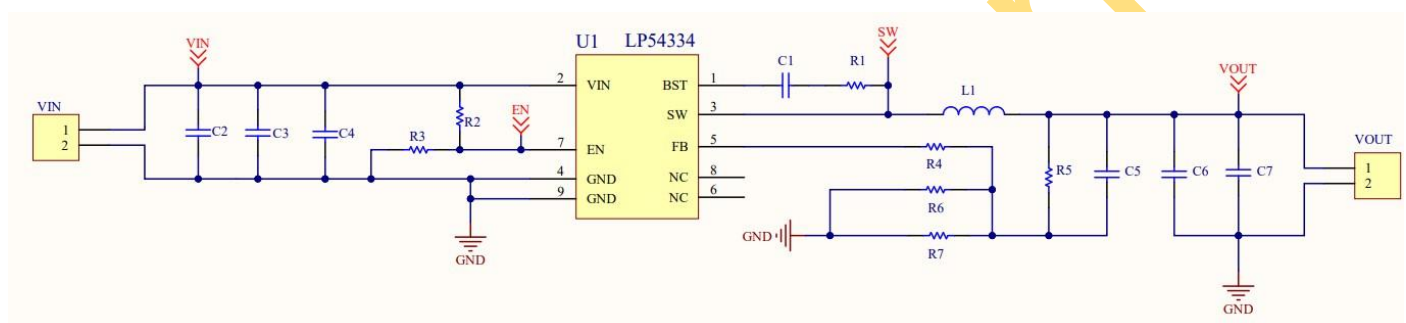 SW
U1 LP54334
VIN
C1 R1
VOUT
2 VIN BST 1
L1
VIN
EN
SW 3
1
2
C2 C3 C4 R2
R3
VOUT
7 EN FB 5
1
2
R4
4 GND NC 8
R5 C5 C6 C7
9 GND NC 6
R6
GND
R7
GND
GND